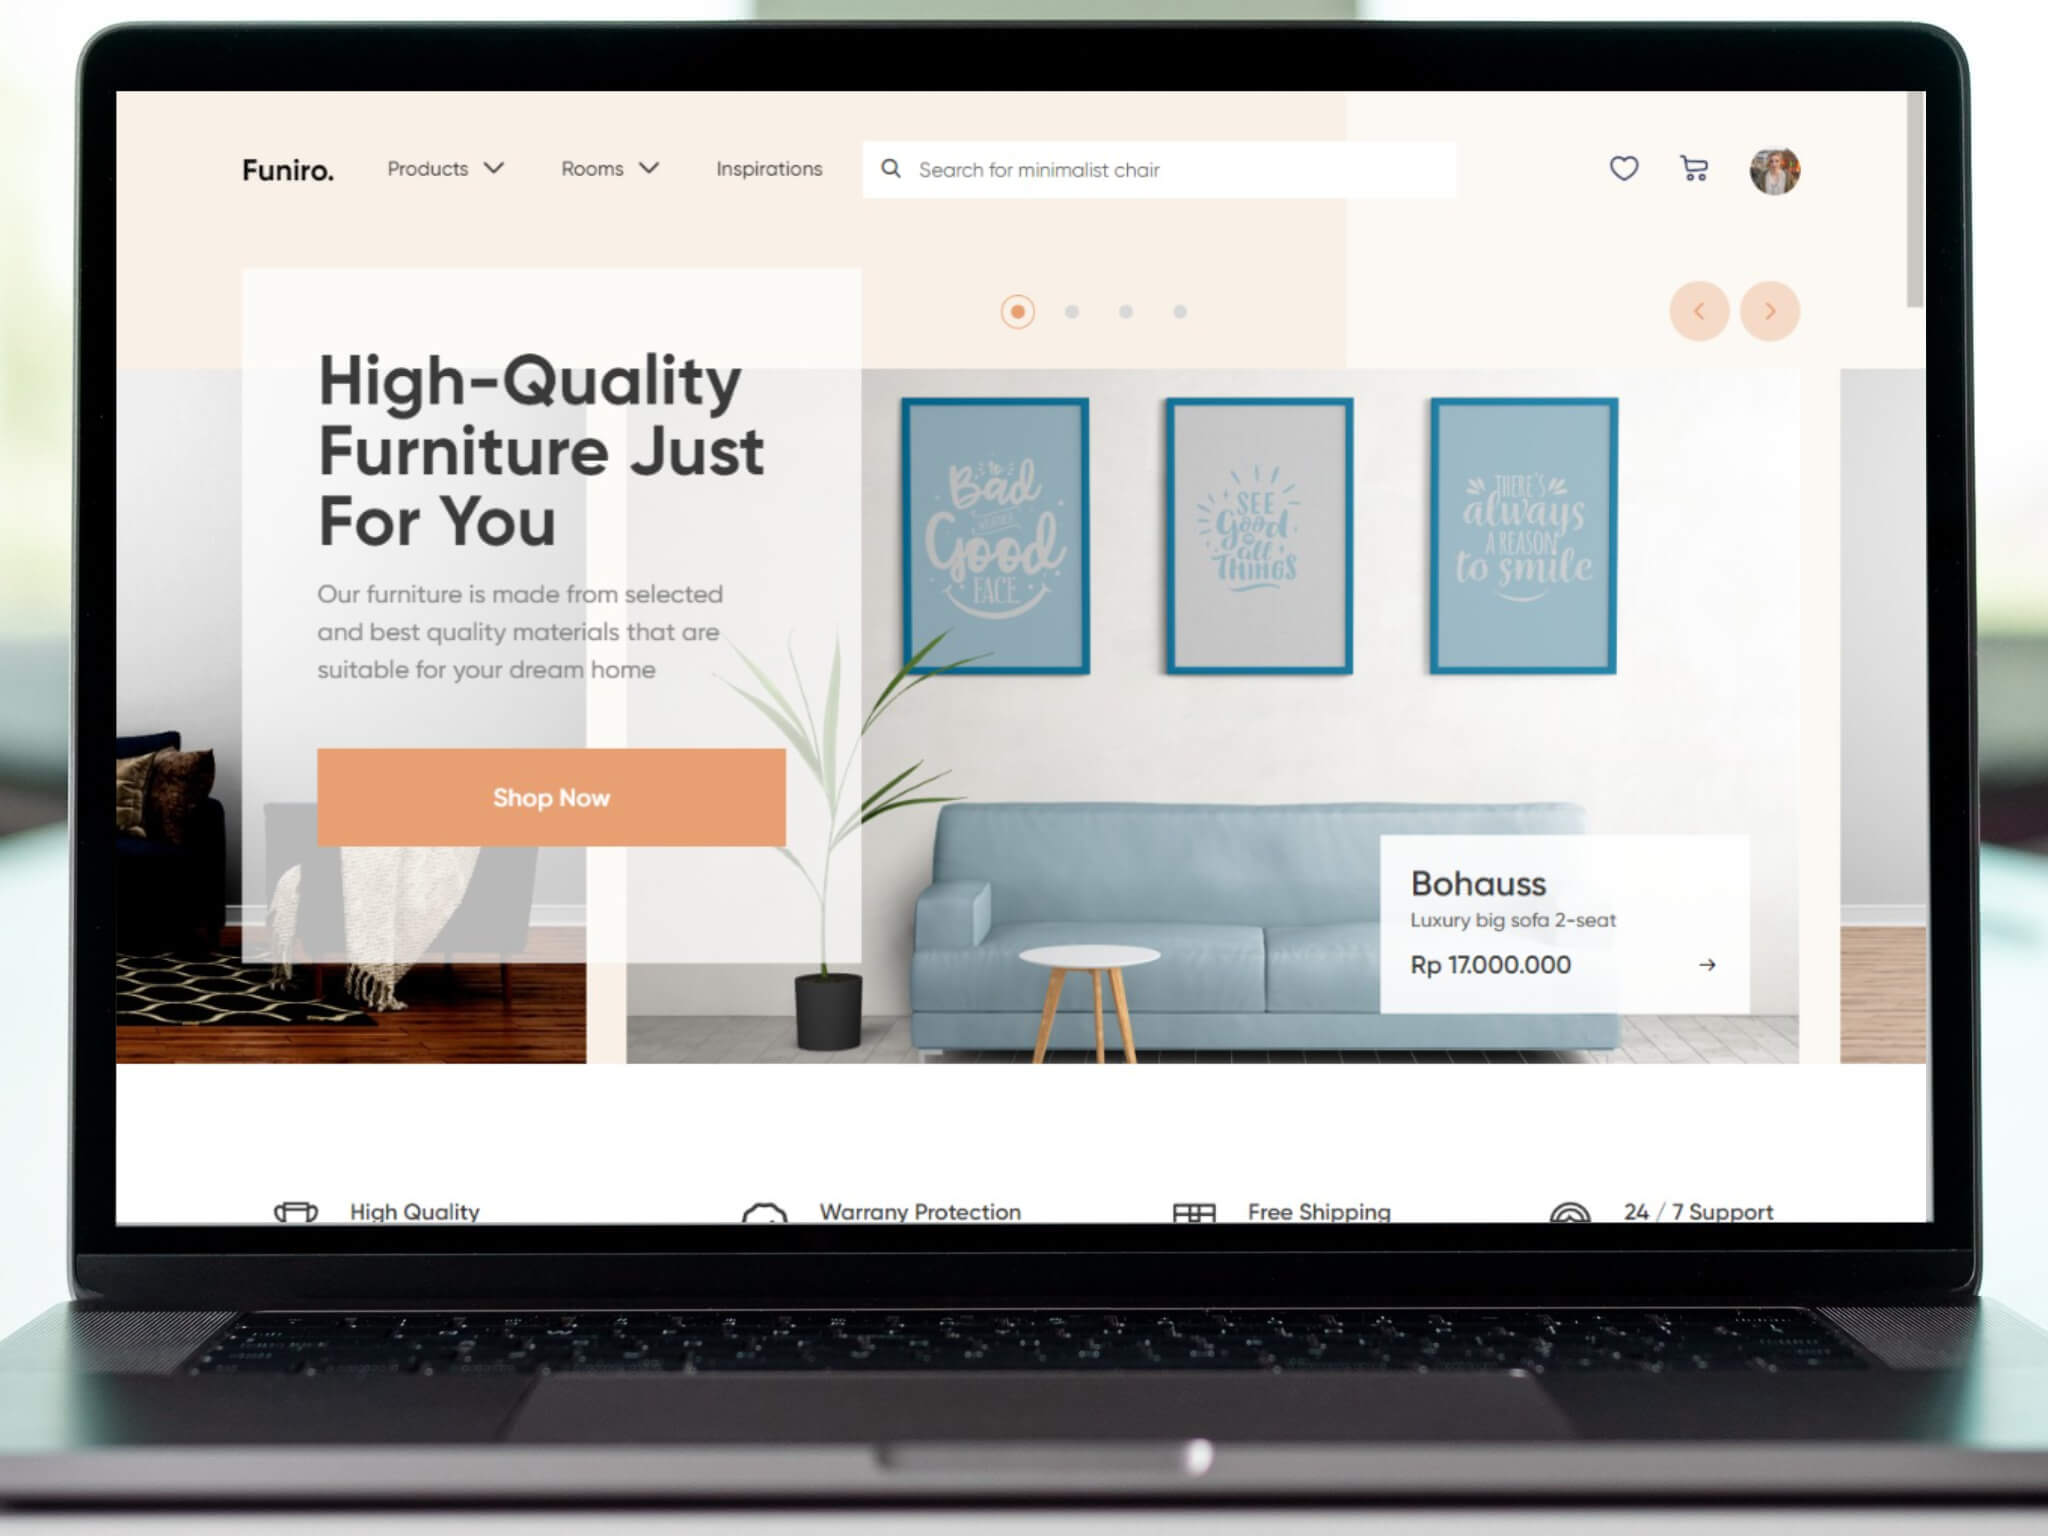 Funiro.
Products
Rooms
Inspirations
Search for minimalist chair
High-Quality
Furniture Just
For You
Our furniture is made from selected
and best quality materials that are
suitable for your dream home
Shop Now
to
Bad
WEATHER
Good
FACE
SEE
Good
in
all
THINGS
THERE'S
always
A REASON
to smile
Bohauss
Luxury big sofa 2-seat
Rp 17.000.000
High Quality
Warrany Protection
Free Shipping
24 / 7 Support